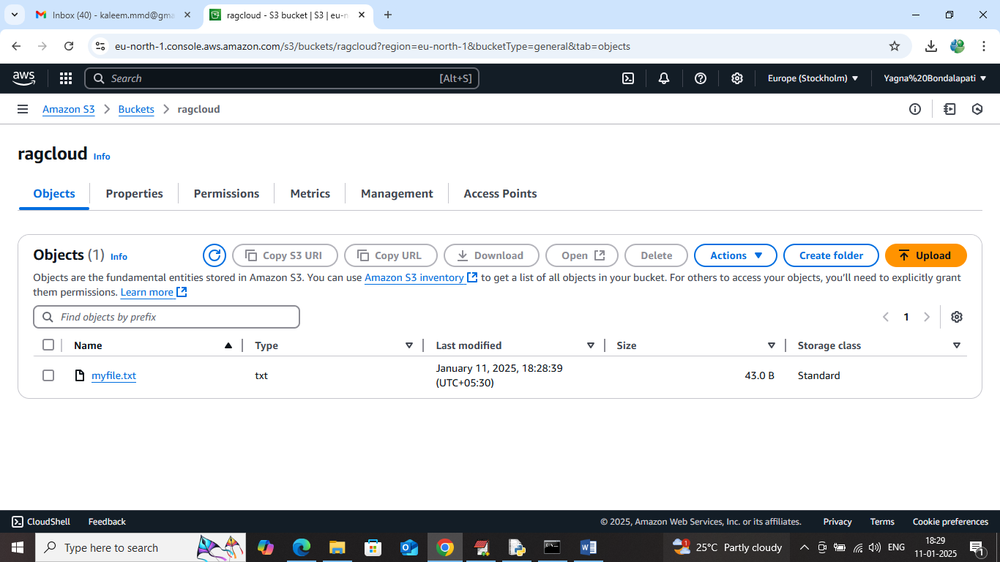 Inbox (40) - kaleem.mmd@gma
ragcloud - S3 bucket | S3 | eu-n
eu-north-1.console.aws.amazon.com/s3/buckets/ragcloud?region=eu-north-1&bucketType=general&tab=objects
aws
Search [Alt+S]
Europe (Stockholm)
Yagna%20Bondalapati
Amazon S3 Buckets ragcloud
ragcloud Info
Objects Properties Permissions Metrics Management Access Points
Objects (1) Info
Copy S3 URI
Copy URL
Download
Open
Delete
Actions
Create folder
Upload
Objects are the fundamental entities stored in Amazon S3. You can use Amazon S3 inventory to get a list of all objects in your bucket. For others to access your objects, you'll need to explicitly grant
them permissions. Learn more
Find objects by prefix
1
Name Type Last modified Size Storage class
myfile.txt txt January 11, 2025, 18:28:39
(UTC+05:30) 43.0 B Standard
CloudShell Feedback © 2025, Amazon Web Services, Inc. or its affiliates. Privacy Terms Cookie preferences
Type here to search
25°C Partly cloudy
ENG
18:29
11-01-2025
1
1